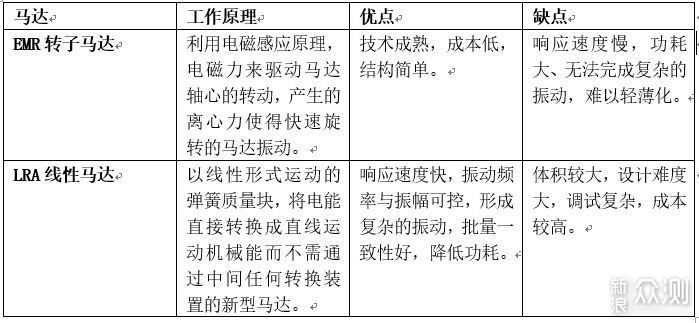 马达 工作原理 优点 缺点
EMR 转子马达
利用电磁感应原理，
电磁力来驱动马达
轴心的转动，产生的
离心力使得快速旋
转的马达振动。
技术成熟，成本低，
结构简单。
响应速度慢，功耗
大、无法完成复杂的
振动，难以轻薄化。
LRA 线性马达
以线性形式运动的
弹簧质量块，将电能
直接转换成直线运
动机械能而不需通
过中间任何转换装
置的新型马达。
响应速度快，振动频
率与振幅可控，形成
复杂的振动，批量一
致性好，降低功耗。
体积较大，设计难度
大，调试复杂，成本
较高。
新浪 众测